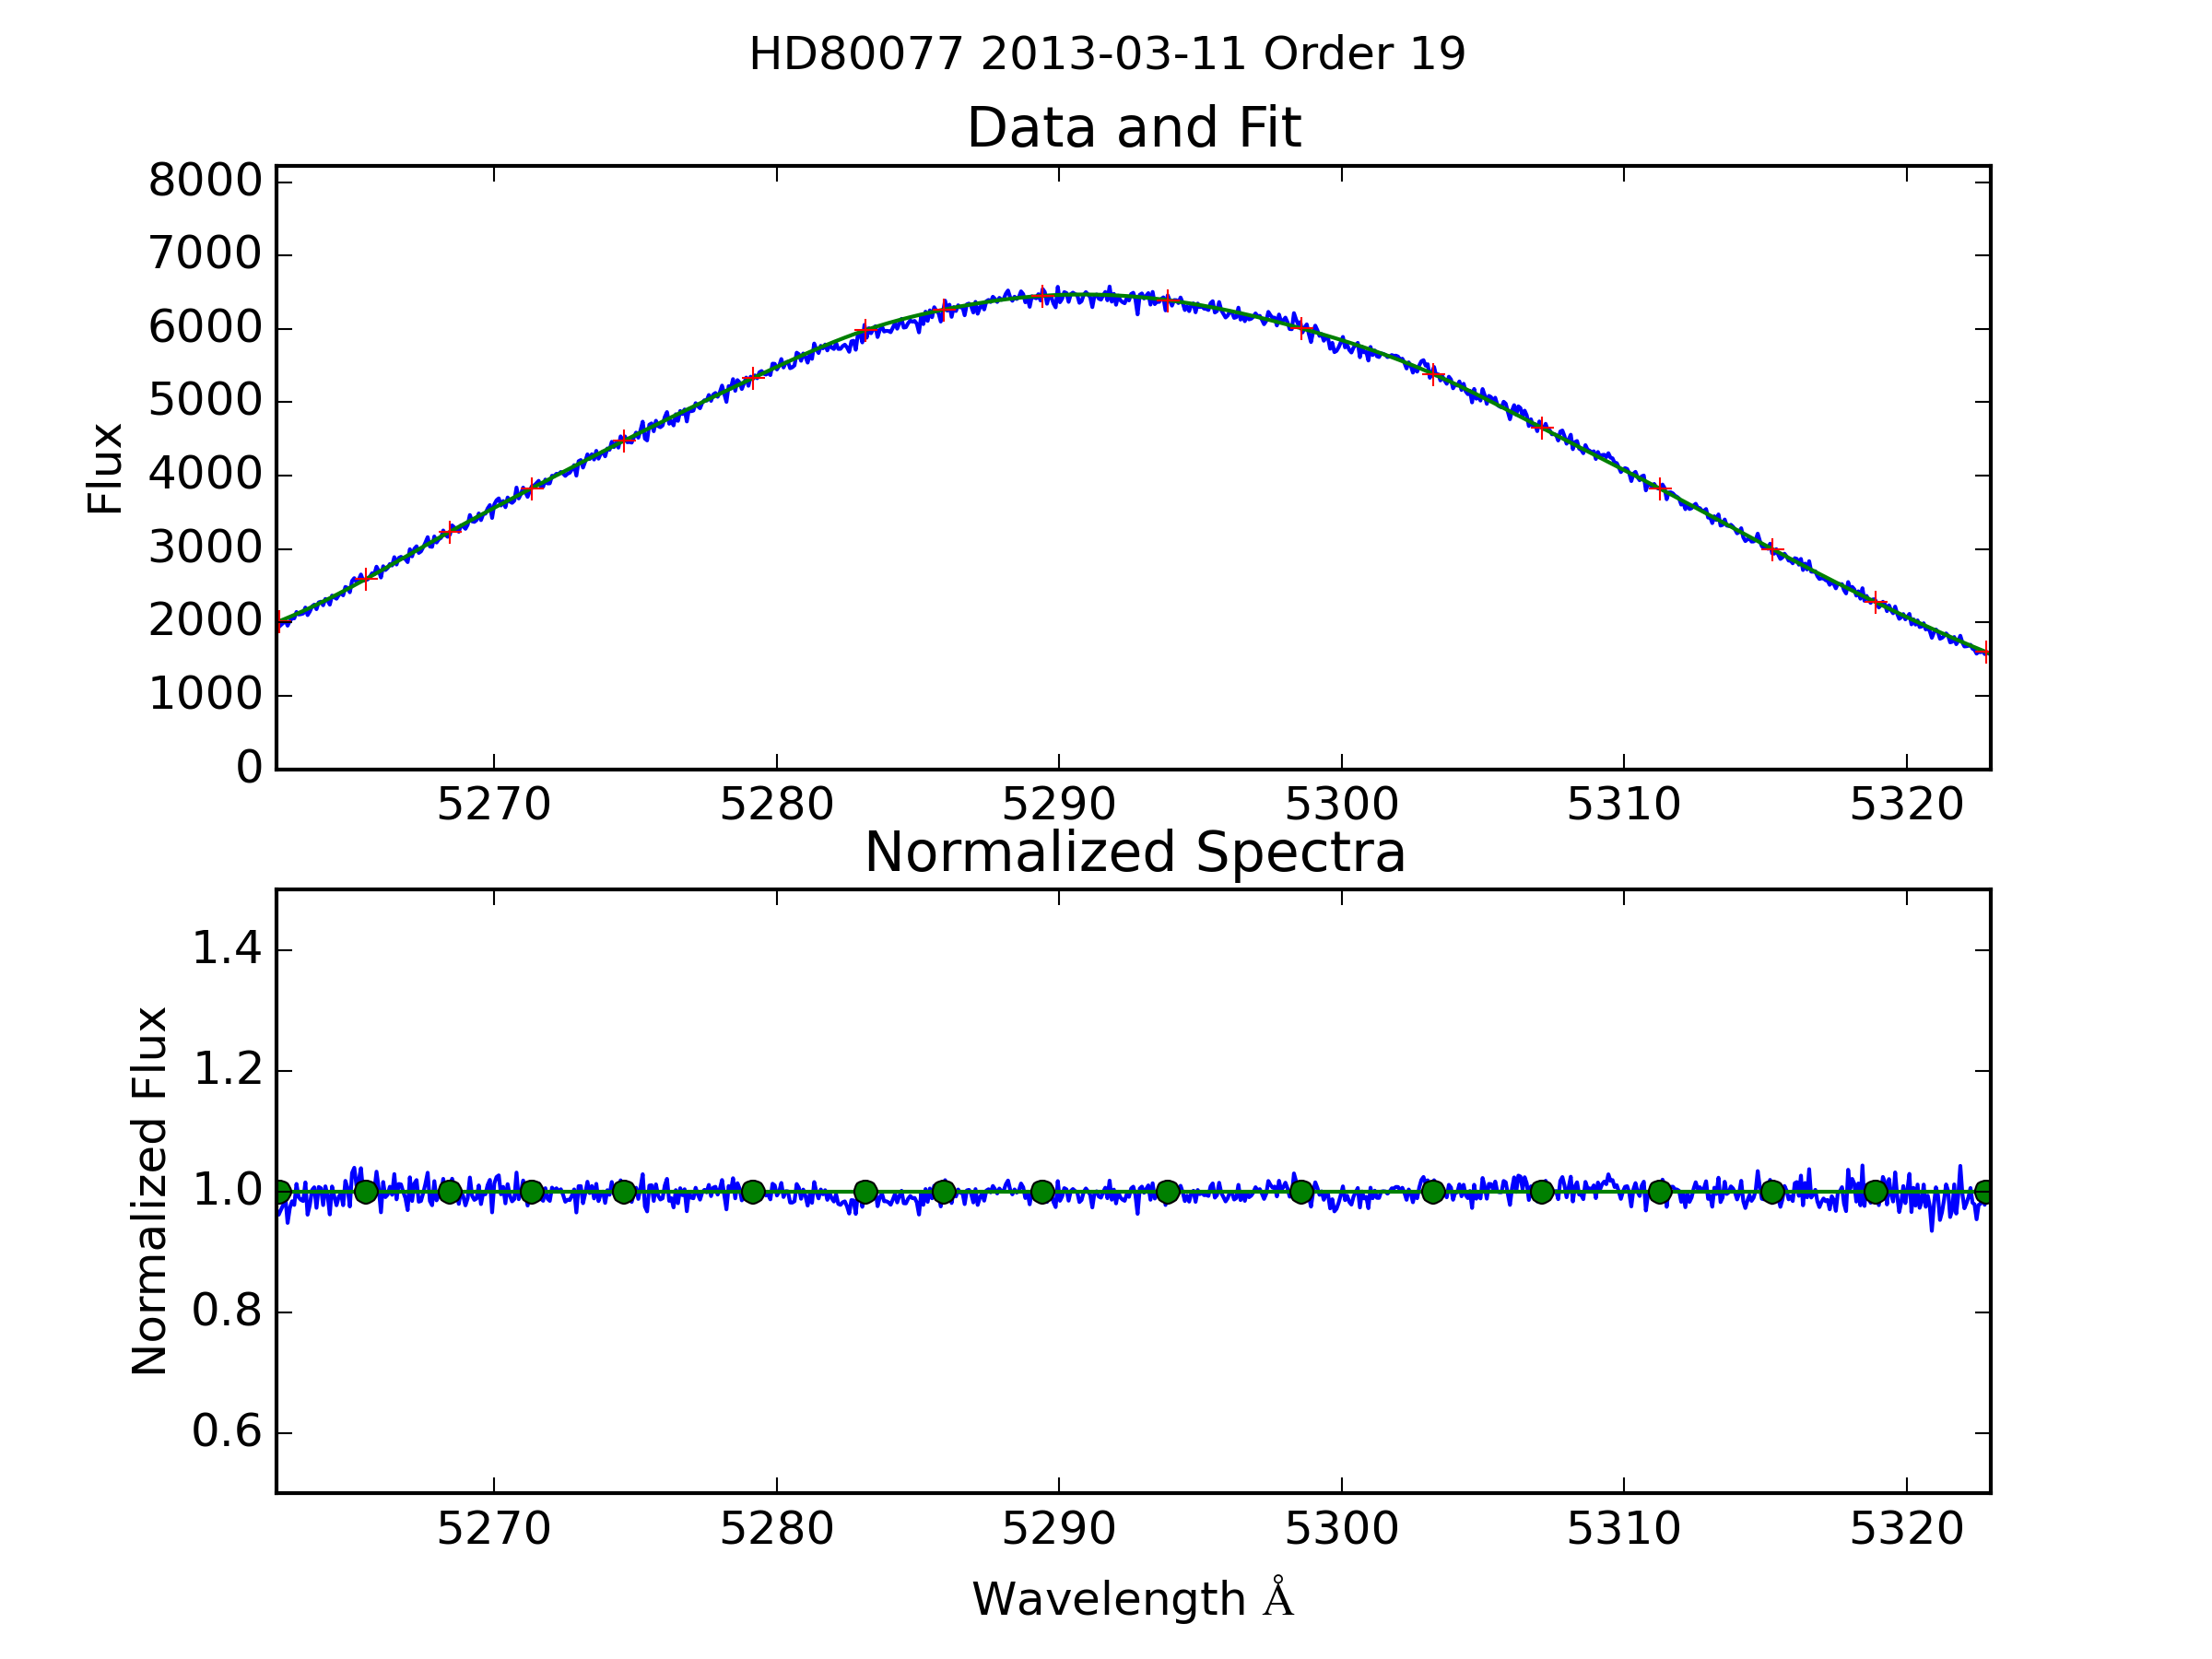 HD80077 2013-03-11 Order 19
Data and Fit
8000
7000
6000
5000
4000
3000
2000
1000
0
Flux
5270 5280 5290 5300 5310 5320
Normalized Spectra
1.4
1.2
1.0
0.8
0.6
Normalized Flux
5270 5280 5290 5300 5310 5320
Wavelength Å